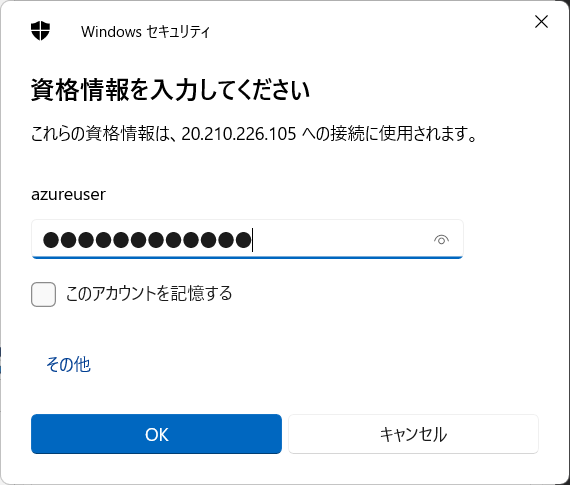 Windows セキュリティ
資格情報を入力してください
これらの資格情報は、20.210.226.105 への接続に使用されます。
azureuser
●●●●●●●●●●●●
このアカウントを記憶する
その他
OK
キャンセル